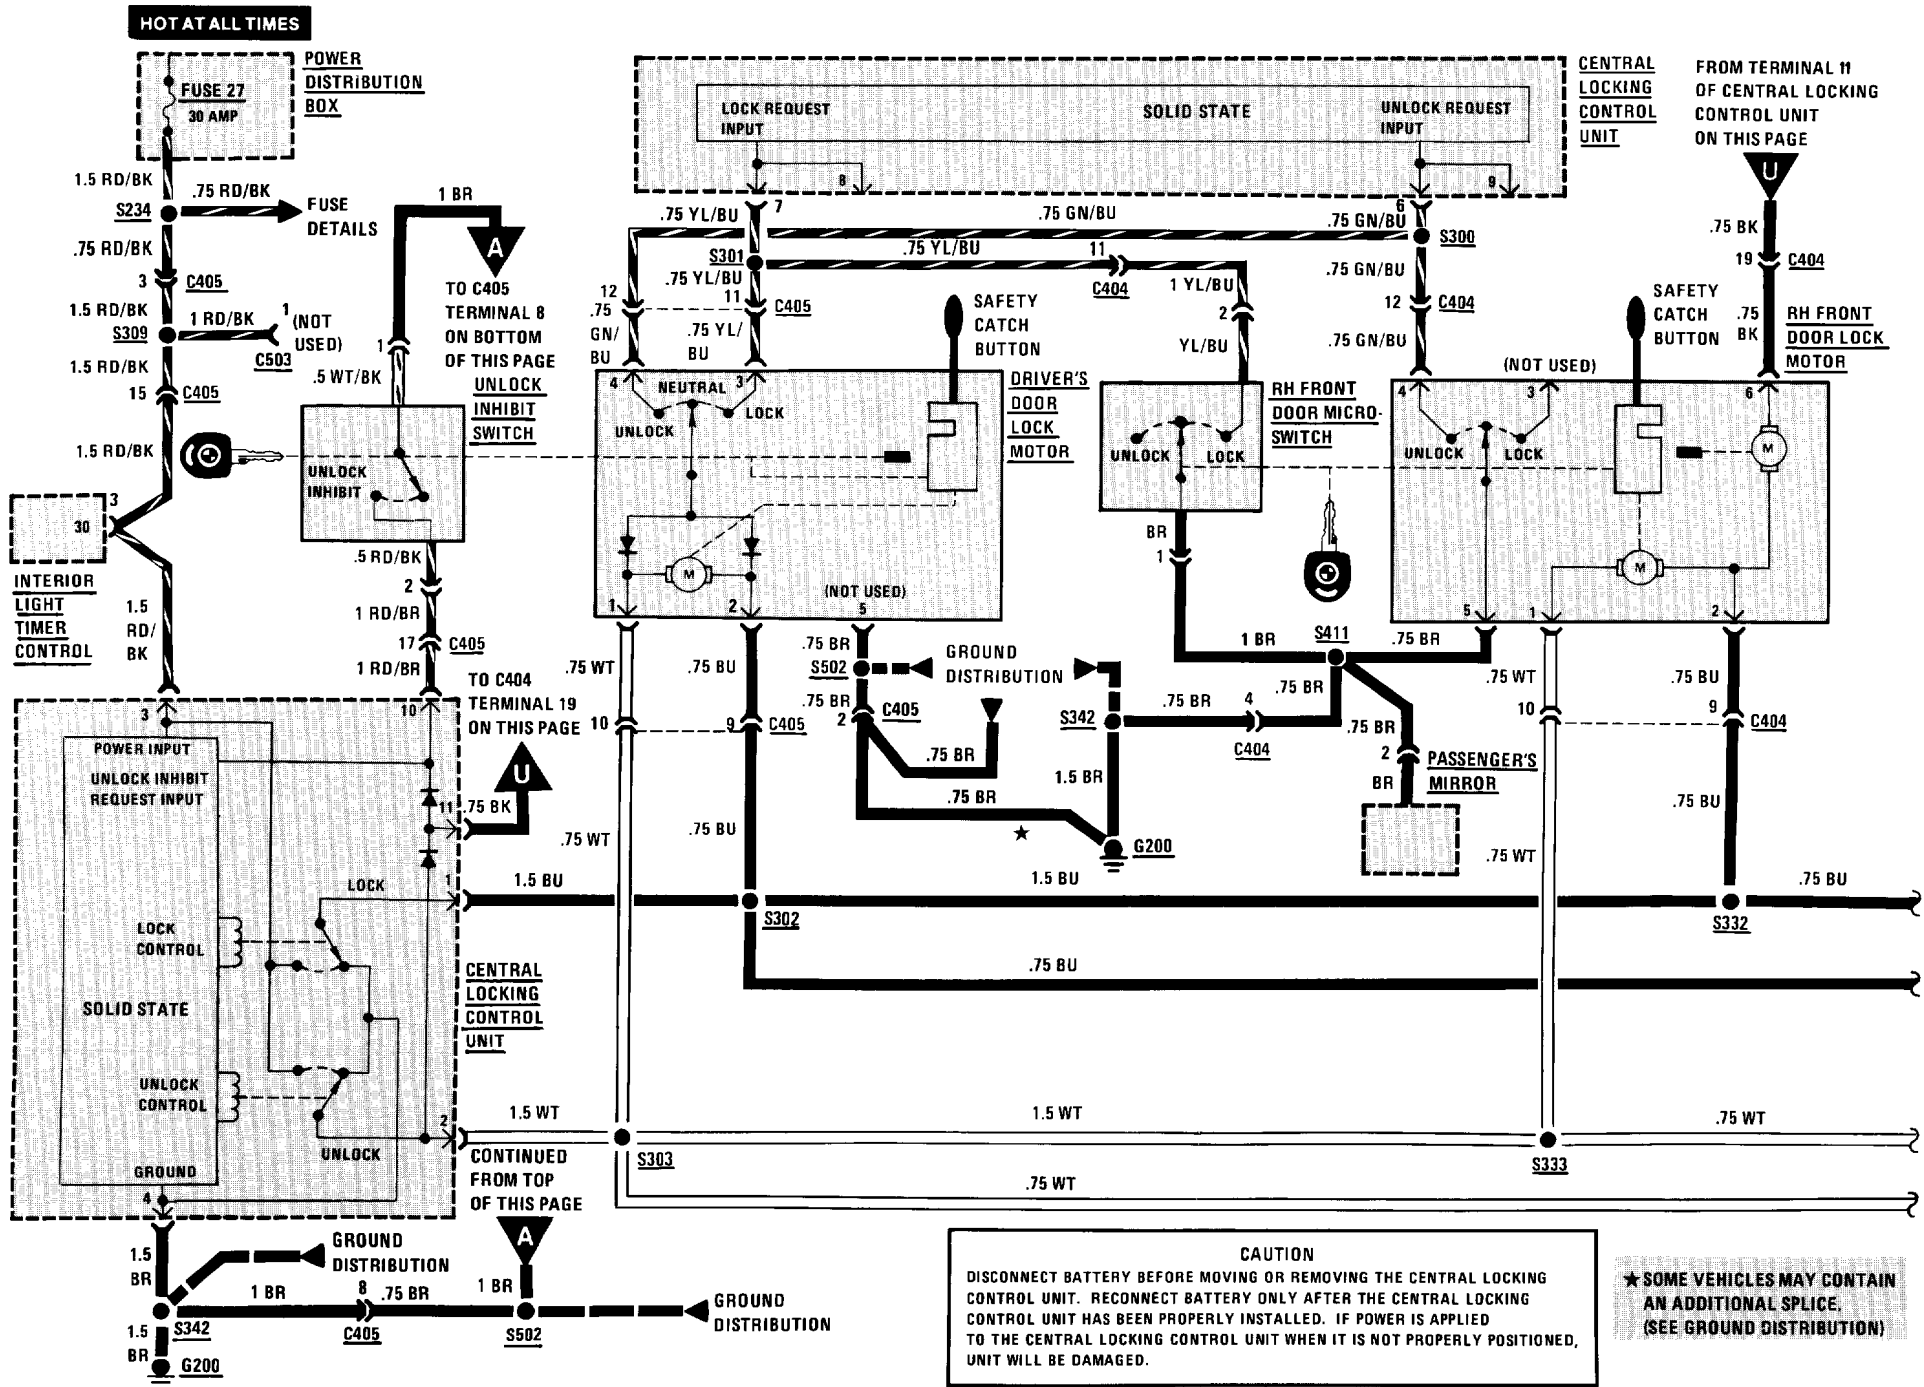 HOT AT ALL TIMES
POWER
DISTRIBUTION
BOX
FUSE 27
30 AMP
1.5 RD/BK
.75 RD/BK
S234
FUSE
DETAILS
.75 RD/BK
3
C405
1.5 RD/BK
S309
1 RD/BK
1
(NOT
USED)
C503
1.5 RD/BK
15
C405
1.5 RD/BK
3
30
INTERIOR
LIGHT
TIMER
CONTROL
1.5
RD/
BK
1 BR
A
TO C405
TERMINAL 8
ON BOTTOM
OF THIS PAGE
1
.5 WT/BK
UNLOCK
INHIBIT
SWITCH
UNLOCK
INHIBIT
.5 RD/BK
2
1 RD/BR
17
C405
1 RD/BR
CENTRAL
LOCKING
CONTROL
UNIT
LOCK REQUEST
INPUT
SOLID STATE
UNLOCK REQUEST
INPUT
8
9
7
6
FROM TERMINAL 11
OF CENTRAL LOCKING
CONTROL UNIT
ON THIS PAGE
U
.75 BK
19
C404
.75
BK
RH FRONT
DOOR LOCK
MOTOR
.75 YL/BU
.75 GN/BU
.75 GN/BU
S300
S301
.75 YL/BU
11
C404
.75 YL/BU
1 YL/BU
2
YL/BU
.75 GN/BU
12
C404
.75 GN/BU
12
.75
GN/
BU
11
C405
.75 YL/
BU
SAFETY
CATCH
BUTTON
SAFETY
CATCH
BUTTON
DRIVER'S
DOOR
LOCK
MOTOR
4
NEUTRAL
3
LOCK
UNLOCK
M
(NOT USED)
1
2
5
RH FRONT
DOOR MICRO-
SWITCH
UNLOCK
LOCK
BR
1
(NOT USED)
4
3
6
UNLOCK
LOCK
M
M
5
1
2
.75 WT
.75 BU
.75 BR
S502
GROUND
DISTRIBUTION
.75 BR
2
C405
.75 BR
.75 BR
★
S342
1.5 BR
G200
.75 BR
4
C404
1 BR
S411
.75 BR
.75 BR
.75 BR
2
PASSENGER'S
MIRROR
BR
.75 WT
.75 BU
10
9
C404
.75 BU
.75 WT
10
9
C405
.75 WT
.75 BU
3
10
POWER INPUT
UNLOCK INHIBIT
REQUEST INPUT
TO C404
TERMINAL 19
ON THIS PAGE
U
11
.75 BK
LOCK
1
1.5 BU
S302
1.5 BU
S332
.75 BU
.75 BU
LOCK
CONTROL
SOLID STATE
UNLOCK
CONTROL
CENTRAL
LOCKING
CONTROL
UNIT
2
UNLOCK
1.5 WT
S303
1.5 WT
S333
.75 WT
.75 WT
GROUND
4
CONTINUED
FROM TOP
OF THIS PAGE
A
1.5
BR
GROUND
DISTRIBUTION
1 BR
8
.75 BR
1 BR
S342
C405
S502
GROUND
DISTRIBUTION
1.5
BR
G200
CAUTION
DISCONNECT BATTERY BEFORE MOVING OR REMOVING THE CENTRAL LOCKING
CONTROL UNIT. RECONNECT BATTERY ONLY AFTER THE CENTRAL LOCKING
CONTROL UNIT HAS BEEN PROPERLY INSTALLED. IF POWER IS APPLIED
TO THE CENTRAL LOCKING CONTROL UNIT WHEN IT IS NOT PROPERLY POSITIONED,
UNIT WILL BE DAMAGED.
★SOME VEHICLES MAY CONTAIN
AN ADDITIONAL SPLICE.
(SEE GROUND DISTRIBUTION)